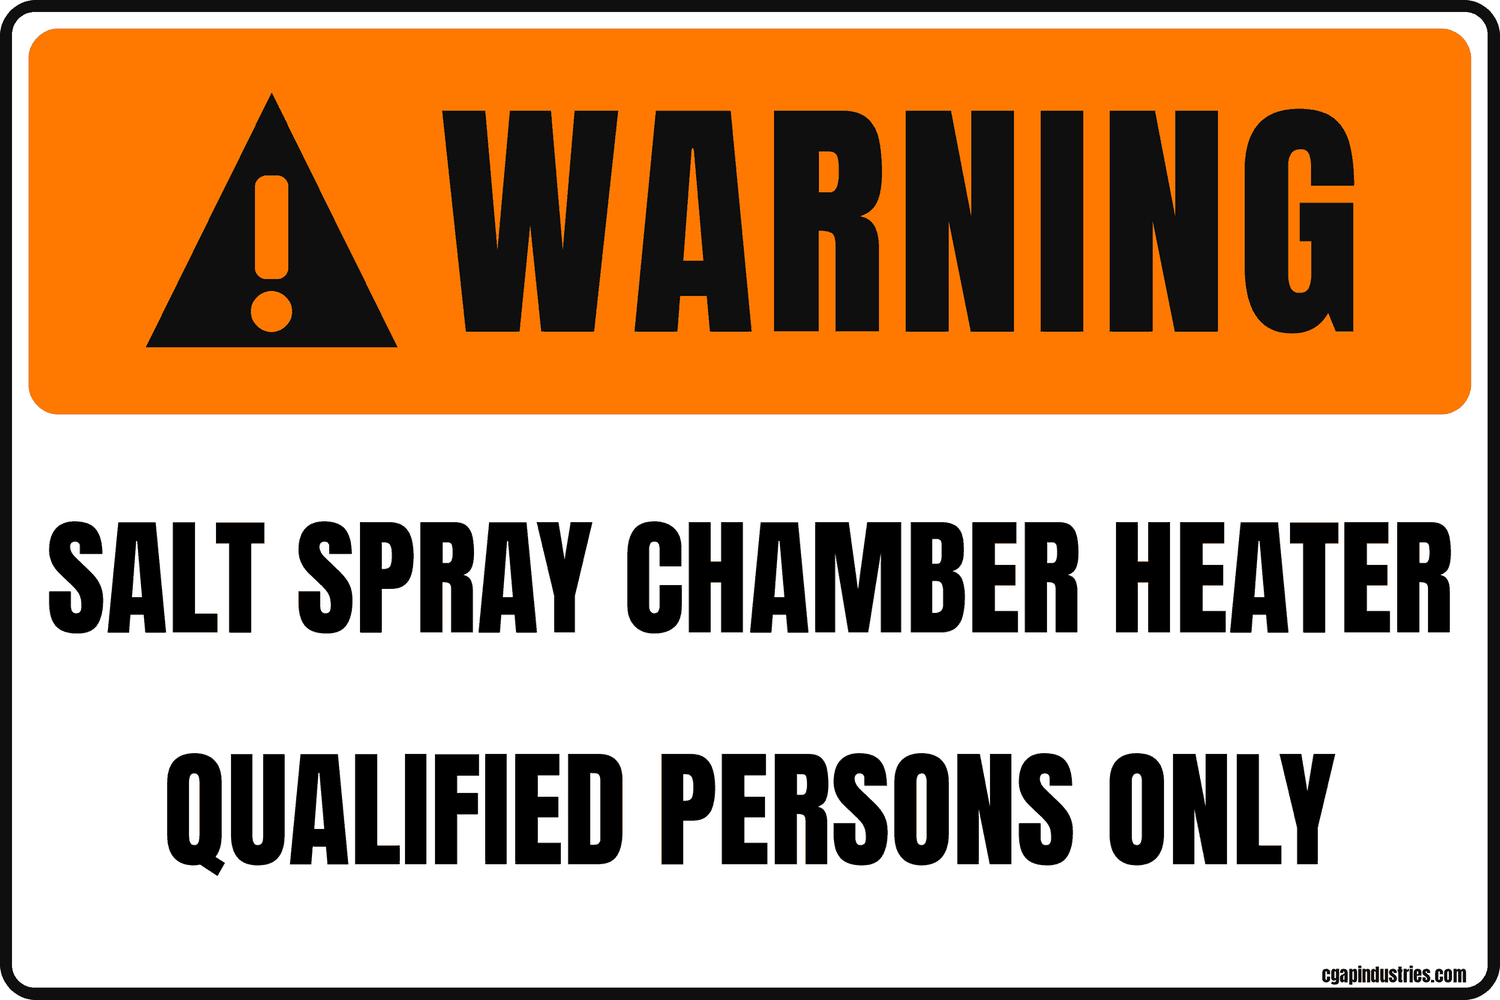 WARNING
SALT SPRAY CHAMBER HEATER
QUALIFIED PERSONS ONLY
cgapindustries.com